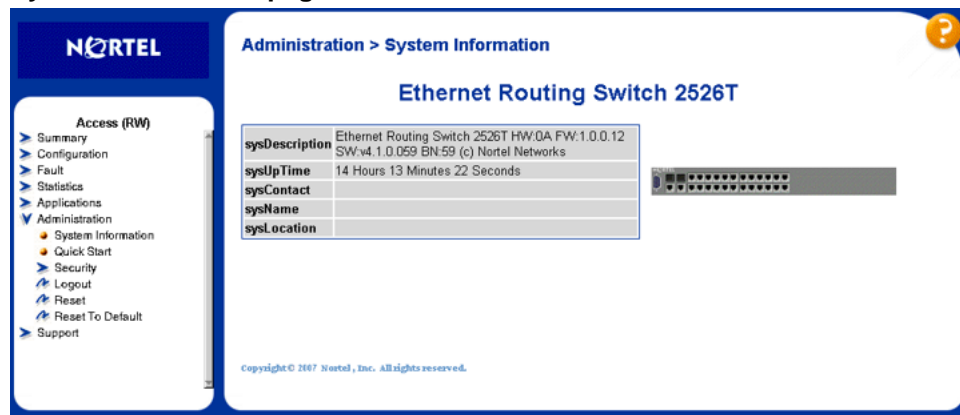 NORTEL
Administration > System Information
?
Ethernet Routing Switch 2526T
Access (RW)
Summary
Configuration
Fault
Statistics
Applications
Administration
System Information
Quick Start
Security
Logout
Reset
Reset To Default
Support
sysDescription Ethernet Routing Switch 2526T HW:0A FW:1.0.0.12
SW:v4.1.0.059 BN:59 (c) Nortel Networks
sysUpTime 14 Hours 13 Minutes 22 Seconds
sysContact
sysName
sysLocation
Copyright © 2007 Nortel, Inc. All rights reserved.